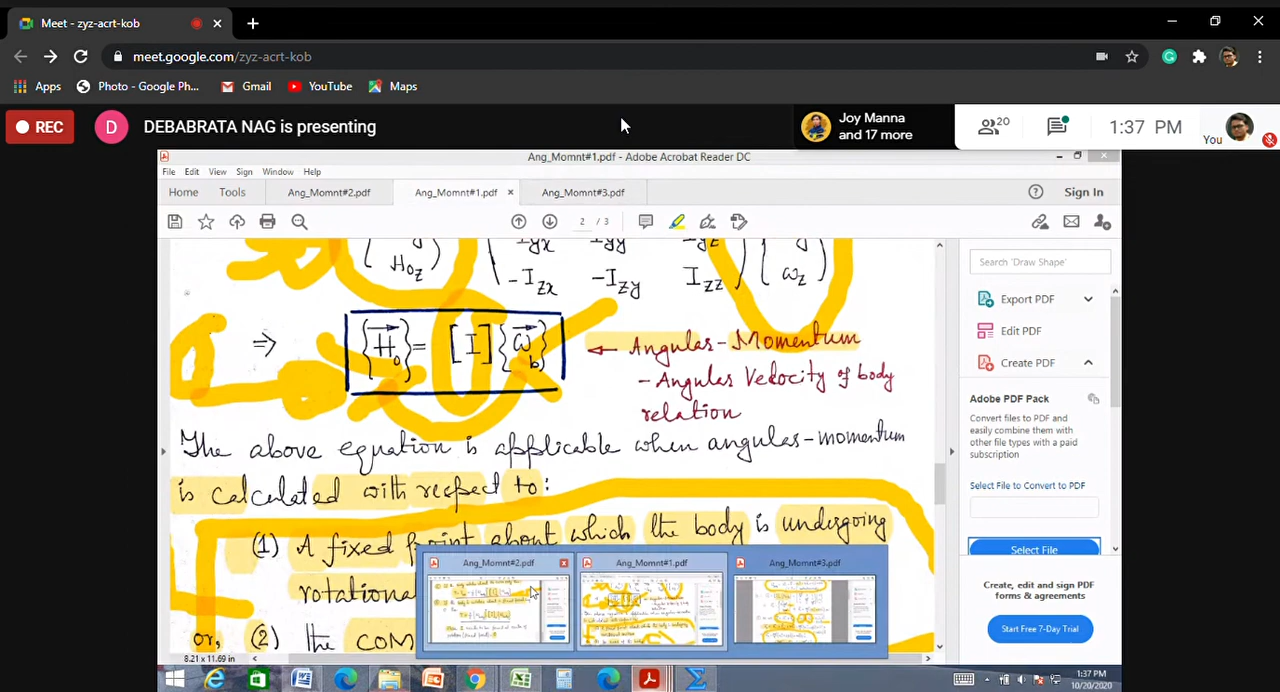 Meet - zyz-acrt-kob
meet.google.com/zyz-acrt-kob
Apps Photo - Google Ph... Gmail YouTube Maps
REC D DEBABRATA NAG is presenting
Joy Manna
and 17 more
20
1:37 PM
You
Ang_Momnt#1.pdf - Adobe Acrobat Reader DC
File Edit View Sign Window Help
Home Tools Ang_Momnt#2.pdf Ang_Momnt#1.pdf Ang_Momnt#3.pdf Sign In
2 / 3
H0z -Izx -Izy Izz ωz
⇒ {H0} = [I] {ωb} ← Angular-Momentum
- Angular Velocity of body
relation
The above equation is applicable when angular-momentum
is calculated with respect to:
(1) A fixed point about which the body is undergoing
rotational
or, (2) the COM
Search 'Draw Shape'
Export PDF
Edit PDF
Create PDF
Adobe PDF Pack
Convert files to PDF and
easily combine them with
other file types with a paid
subscription
Select File to Convert to PDF
Select File
Create, edit and sign PDF
forms & agreements
Start Free 7-Day Trial
Ang_Momnt#2.pdf Ang_Momnt#1.pdf Ang_Momnt#3.pdf
8.21 x 11.69 in
1:37 PM
10/20/2020